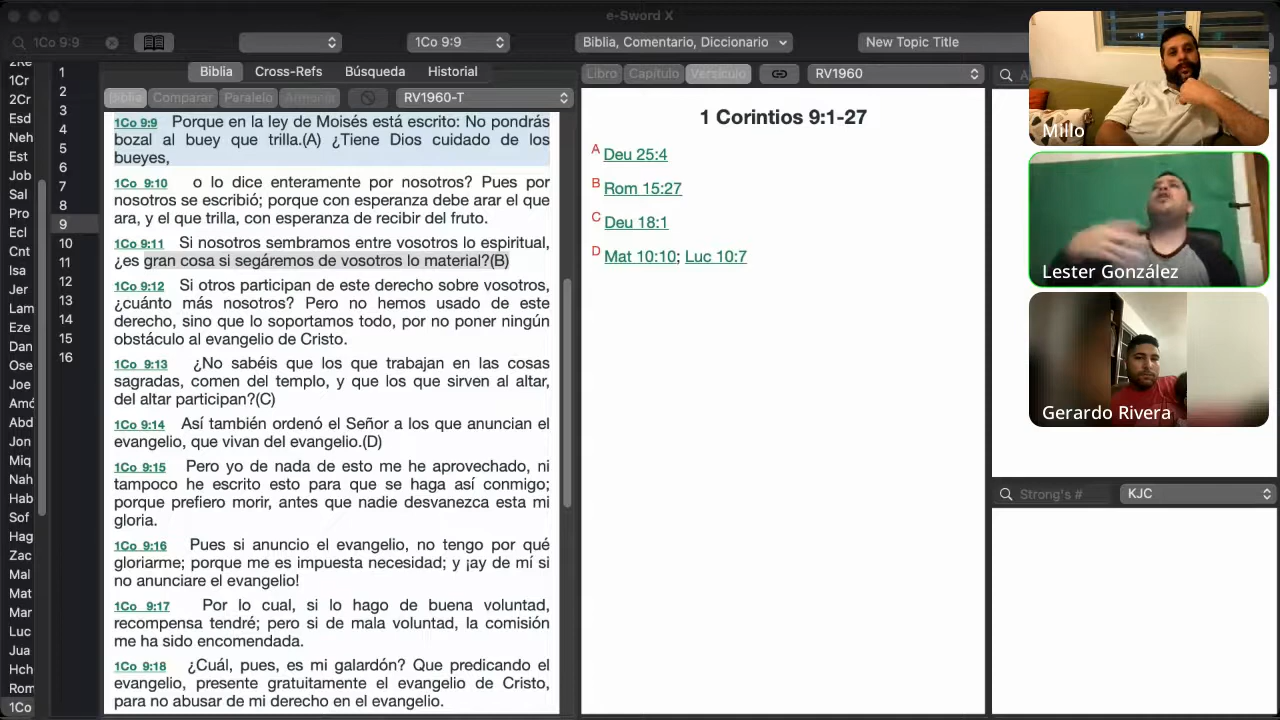 e-Sword X
1Co 9:9
1Co 9:9
Biblia, Comentario, Diccionario
New Topic Title
Biblia
Cross-Refs
Búsqueda
Historial
Biblia
Comparar
Paralelo
Armonía
RV1960-T
Libro
Capítulo
Versículo
RV1960
2Re
1Cr
2Cr
Esd
Neh
Est
Job
Sal
Pro
Ecl
Cnt
Isa
Jer
Lam
Eze
Dan
Ose
Joe
Amó
Abd
Jon
Miq
Nah
Hab
Sof
Hag
Zac
Mal
Mat
Mar
Luc
Jua
Hch
Rom
1Co
1
2
3
4
5
6
7
8
9
10
11
12
13
14
15
16
1Co 9:9 Porque en la ley de Moisés está escrito: No pondrás
bozal al buey que trilla.(A) ¿Tiene Dios cuidado de los
bueyes,
1Co 9:10 o lo dice enteramente por nosotros? Pues por
nosotros se escribió; porque con esperanza debe arar el que
ara, y el que trilla, con esperanza de recibir del fruto.
1Co 9:11 Si nosotros sembramos entre vosotros lo espiritual,
¿es gran cosa si segáremos de vosotros lo material?(B)
1Co 9:12 Si otros participan de este derecho sobre vosotros,
¿cuánto más nosotros? Pero no hemos usado de este
derecho, sino que lo soportamos todo, por no poner ningún
obstáculo al evangelio de Cristo.
1Co 9:13 ¿No sabéis que los que trabajan en las cosas
sagradas, comen del templo, y que los que sirven al altar,
del altar participan?(C)
1Co 9:14 Así también ordenó el Señor a los que anuncian el
evangelio, que vivan del evangelio.(D)
1Co 9:15 Pero yo de nada de esto me he aprovechado, ni
tampoco he escrito esto para que se haga así conmigo;
porque prefiero morir, antes que nadie desvanezca esta mi
gloria.
1Co 9:16 Pues si anuncio el evangelio, no tengo por qué
gloriarme; porque me es impuesta necesidad; y ¡ay de mí si
no anunciare el evangelio!
1Co 9:17 Por lo cual, si lo hago de buena voluntad,
recompensa tendré; pero si de mala voluntad, la comisión
me ha sido encomendada.
1Co 9:18 ¿Cuál, pues, es mi galardón? Que predicando el
evangelio, presente gratuitamente el evangelio de Cristo,
para no abusar de mi derecho en el evangelio.
1 Corintios 9:1-27
A Deu 25:4
B Rom 15:27
C Deu 18:1
D Mat 10:10; Luc 10:7
Millo
Lester González
Gerardo Rivera
Strong's #
KJC